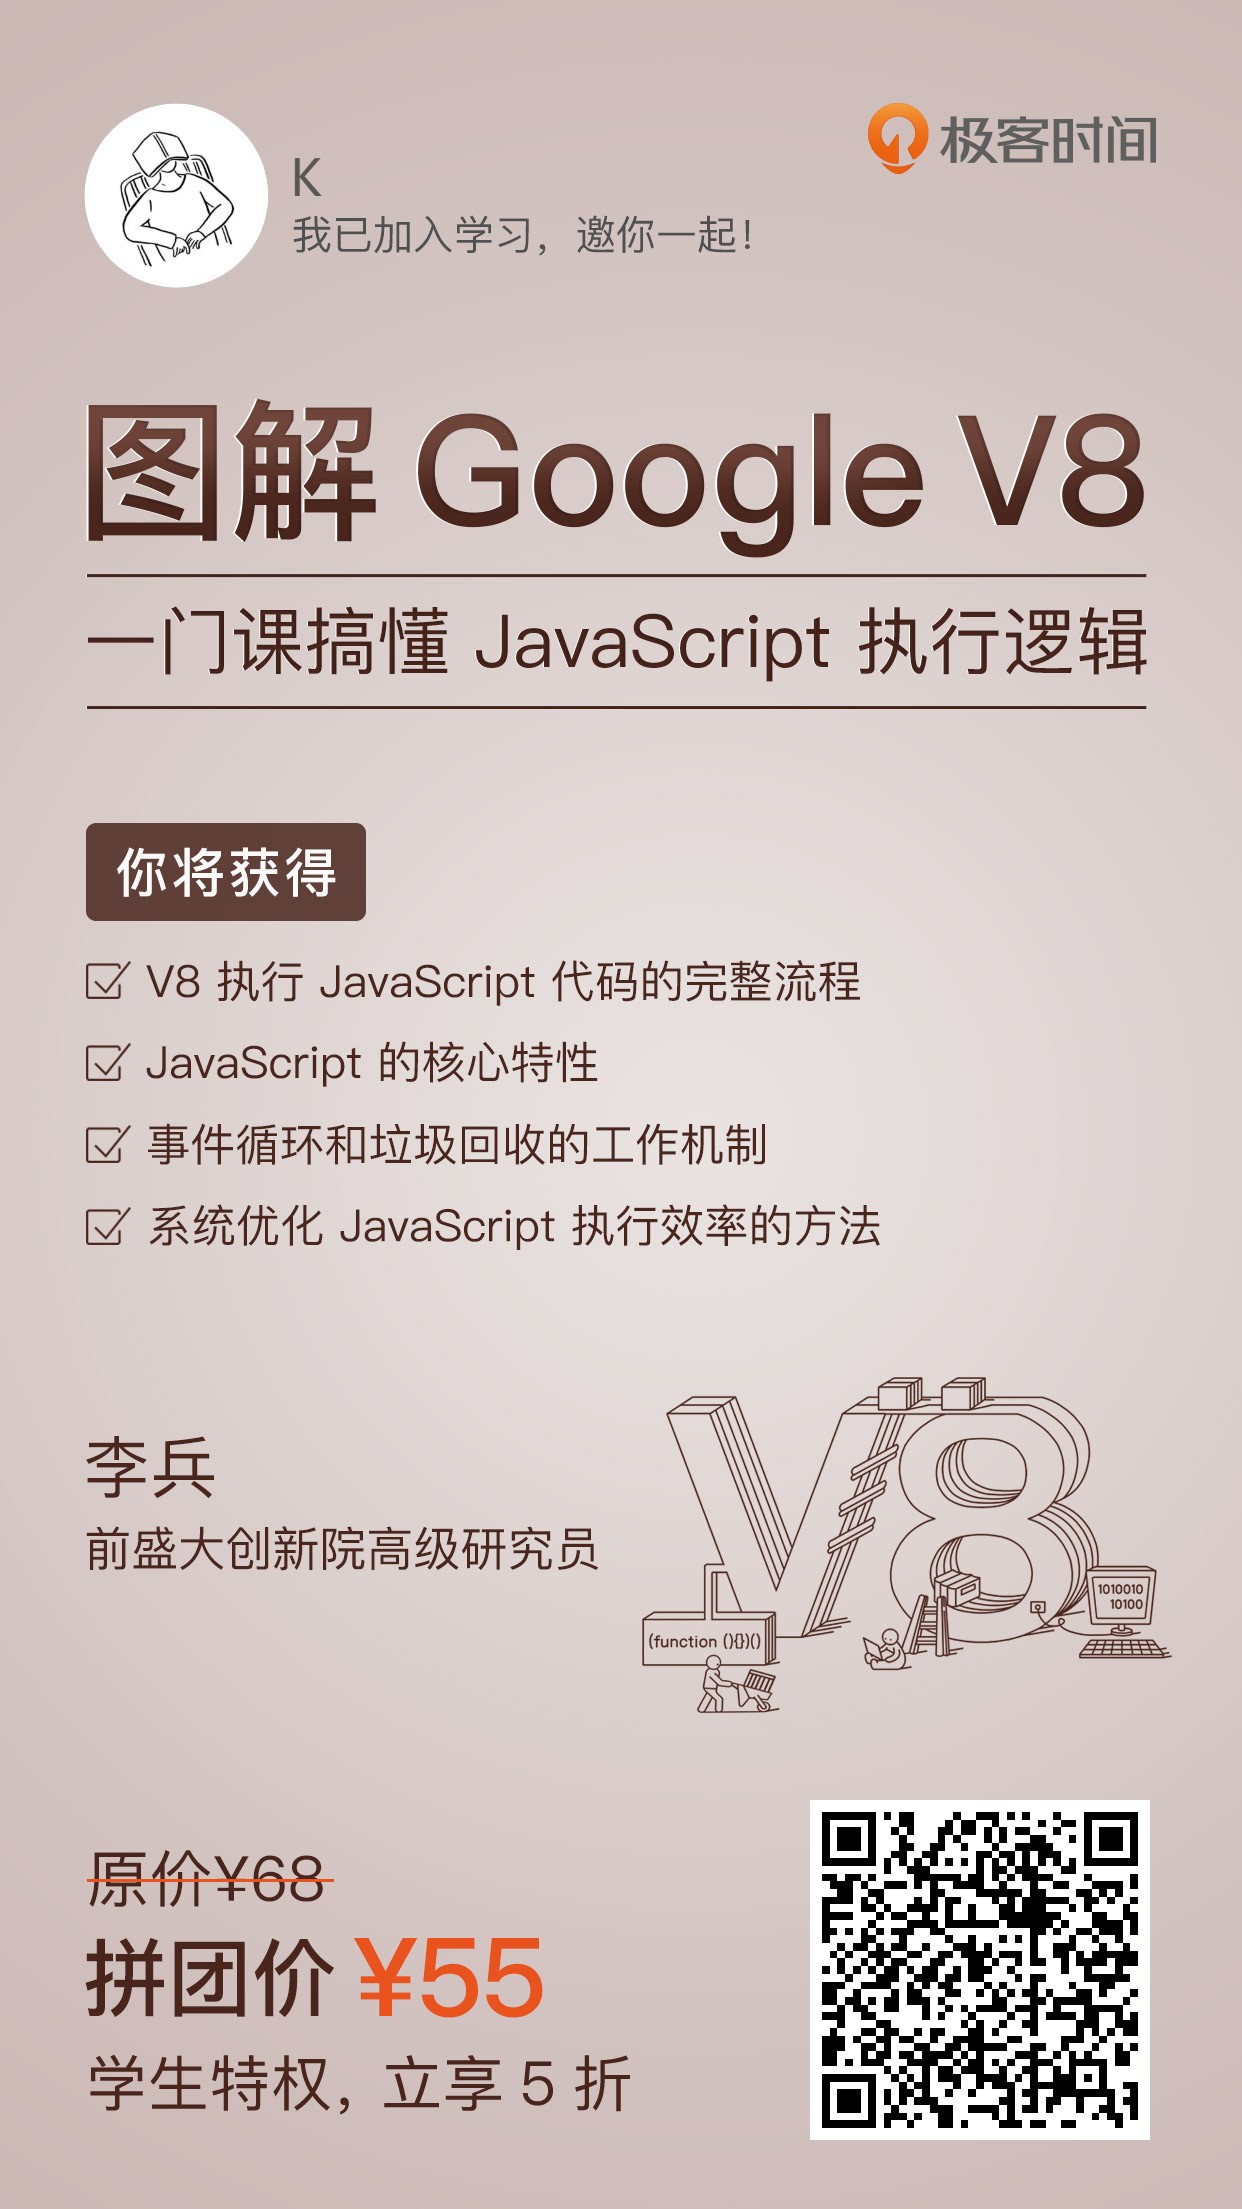 极客时间
K
我已加入学习，邀你一起！
图解 Google V8
一门课搞懂 JavaScript 执行逻辑
你将获得
V8 执行 JavaScript 代码的完整流程
JavaScript 的核心特性
事件循环和垃圾回收的工作机制
系统优化 JavaScript 执行效率的方法
李兵
前盛大创新院高级研究员
1010010
10100
(function (){})()
原价¥68
拼团价 ¥55
学生特权，立享 5 折